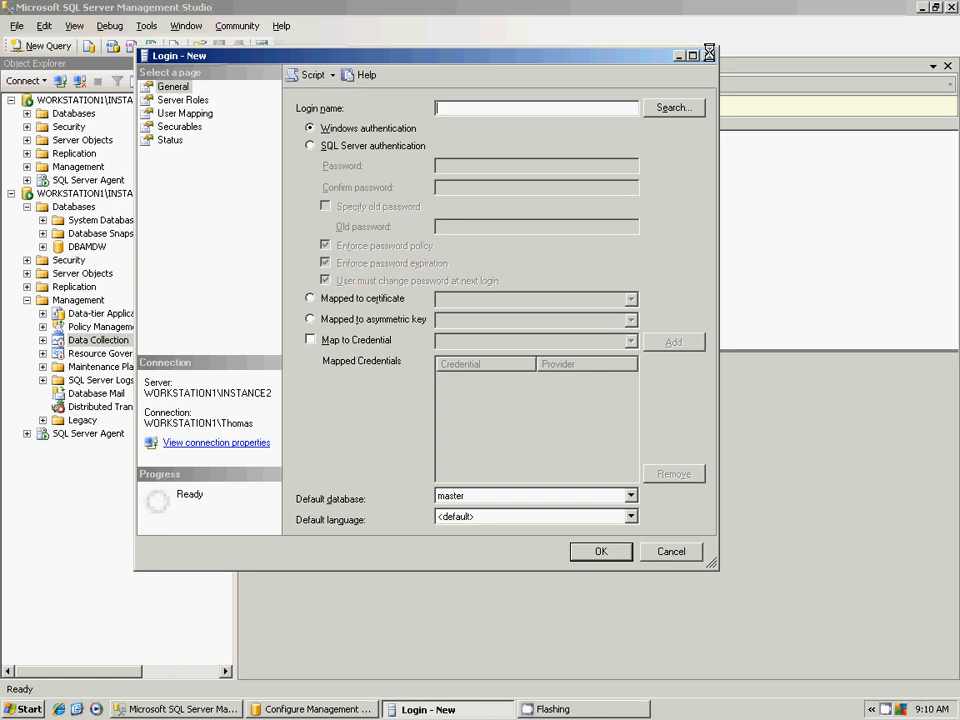 Microsoft SQL Server Management Studio
File Edit View Debug Tools Window Community Help
New Query
Object Explorer
Connect
WORKSTATION1\INSTA
Databases
Security
Server Objects
Replication
Management
SQL Server Agent
WORKSTATION1\INSTA
Databases
System Databas
Database Snaps
DBAMDW
Security
Server Objects
Replication
Management
Data-tier Applica
Policy Managem
Data Collection
Resource Gover
Maintenance Pla
SQL Server Logs
Database Mail
Distributed Tran
Legacy
SQL Server Agent
Login - New
Select a page
General
Server Roles
User Mapping
Securables
Status
Connection
Server:
WORKSTATION1\INSTANCE2
Connection:
WORKSTATION1\Thomas
View connection properties
Progress
Ready
Script Help
Login name: Search...
Windows authentication
SQL Server authentication
Password:
Confirm password:
Specify old password
Old password:
Enforce password policy
Enforce password expiration
User must change password at next login
Mapped to certificate
Mapped to asymmetric key
Map to Credential Add
Mapped Credentials Credential Provider
Remove
Default database: master
Default language: <default>
OK Cancel
Ready
Start Microsoft SQL Server Ma... Configure Management ... Login - New Flashing « 9:10 AM